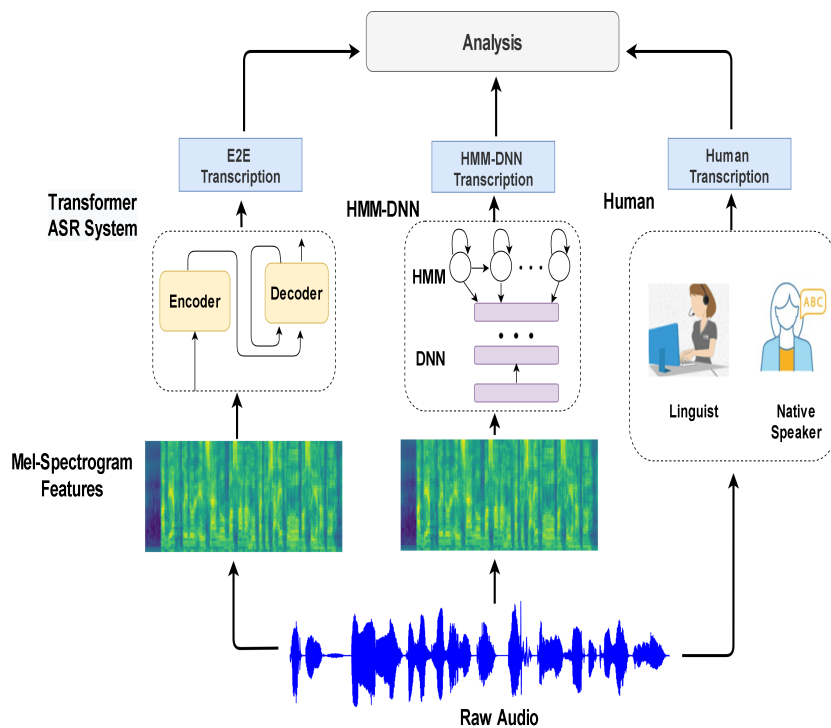 Analysis
E2E
Transcription
HMM-DNN
Transcription
Human
Transcription
Transformer
ASR System
HMM-DNN
Human
Encoder
Decoder
HMM
DNN
ABC
Linguist
Native
Speaker
Mel-Spectrogram
Features
Raw Audio